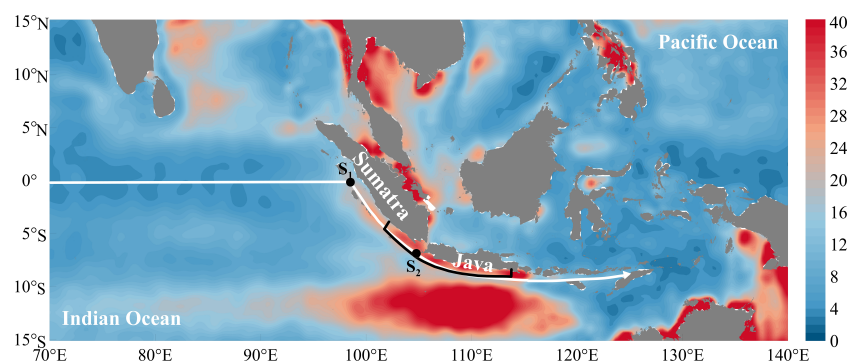 15°N
10°N
5°N
0°
5°S
10°S
15°S
70°E
80°E
90°E
100°E
110°E
120°E
130°E
140°E
Pacific Ocean
Indian Ocean
S1
Sumatra
S2
Java
40
36
32
28
24
20
16
12
8
4
0